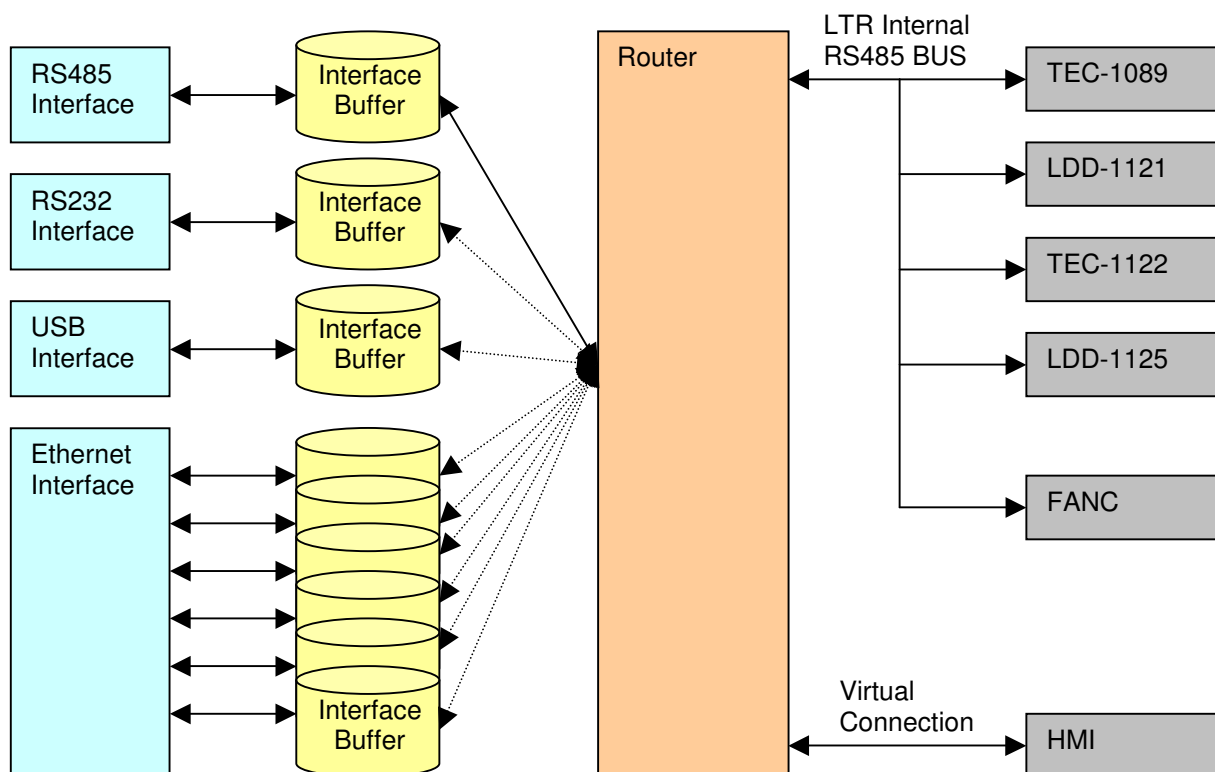 RS485
Interface
Interface
Buffer
RS232
Interface
Interface
Buffer
USB
Interface
Interface
Buffer
Ethernet
Interface
Interface
Buffer
Router
LTR Internal
RS485 BUS
TEC-1089
LDD-1121
TEC-1122
LDD-1125
FANC
Virtual
Connection
HMI